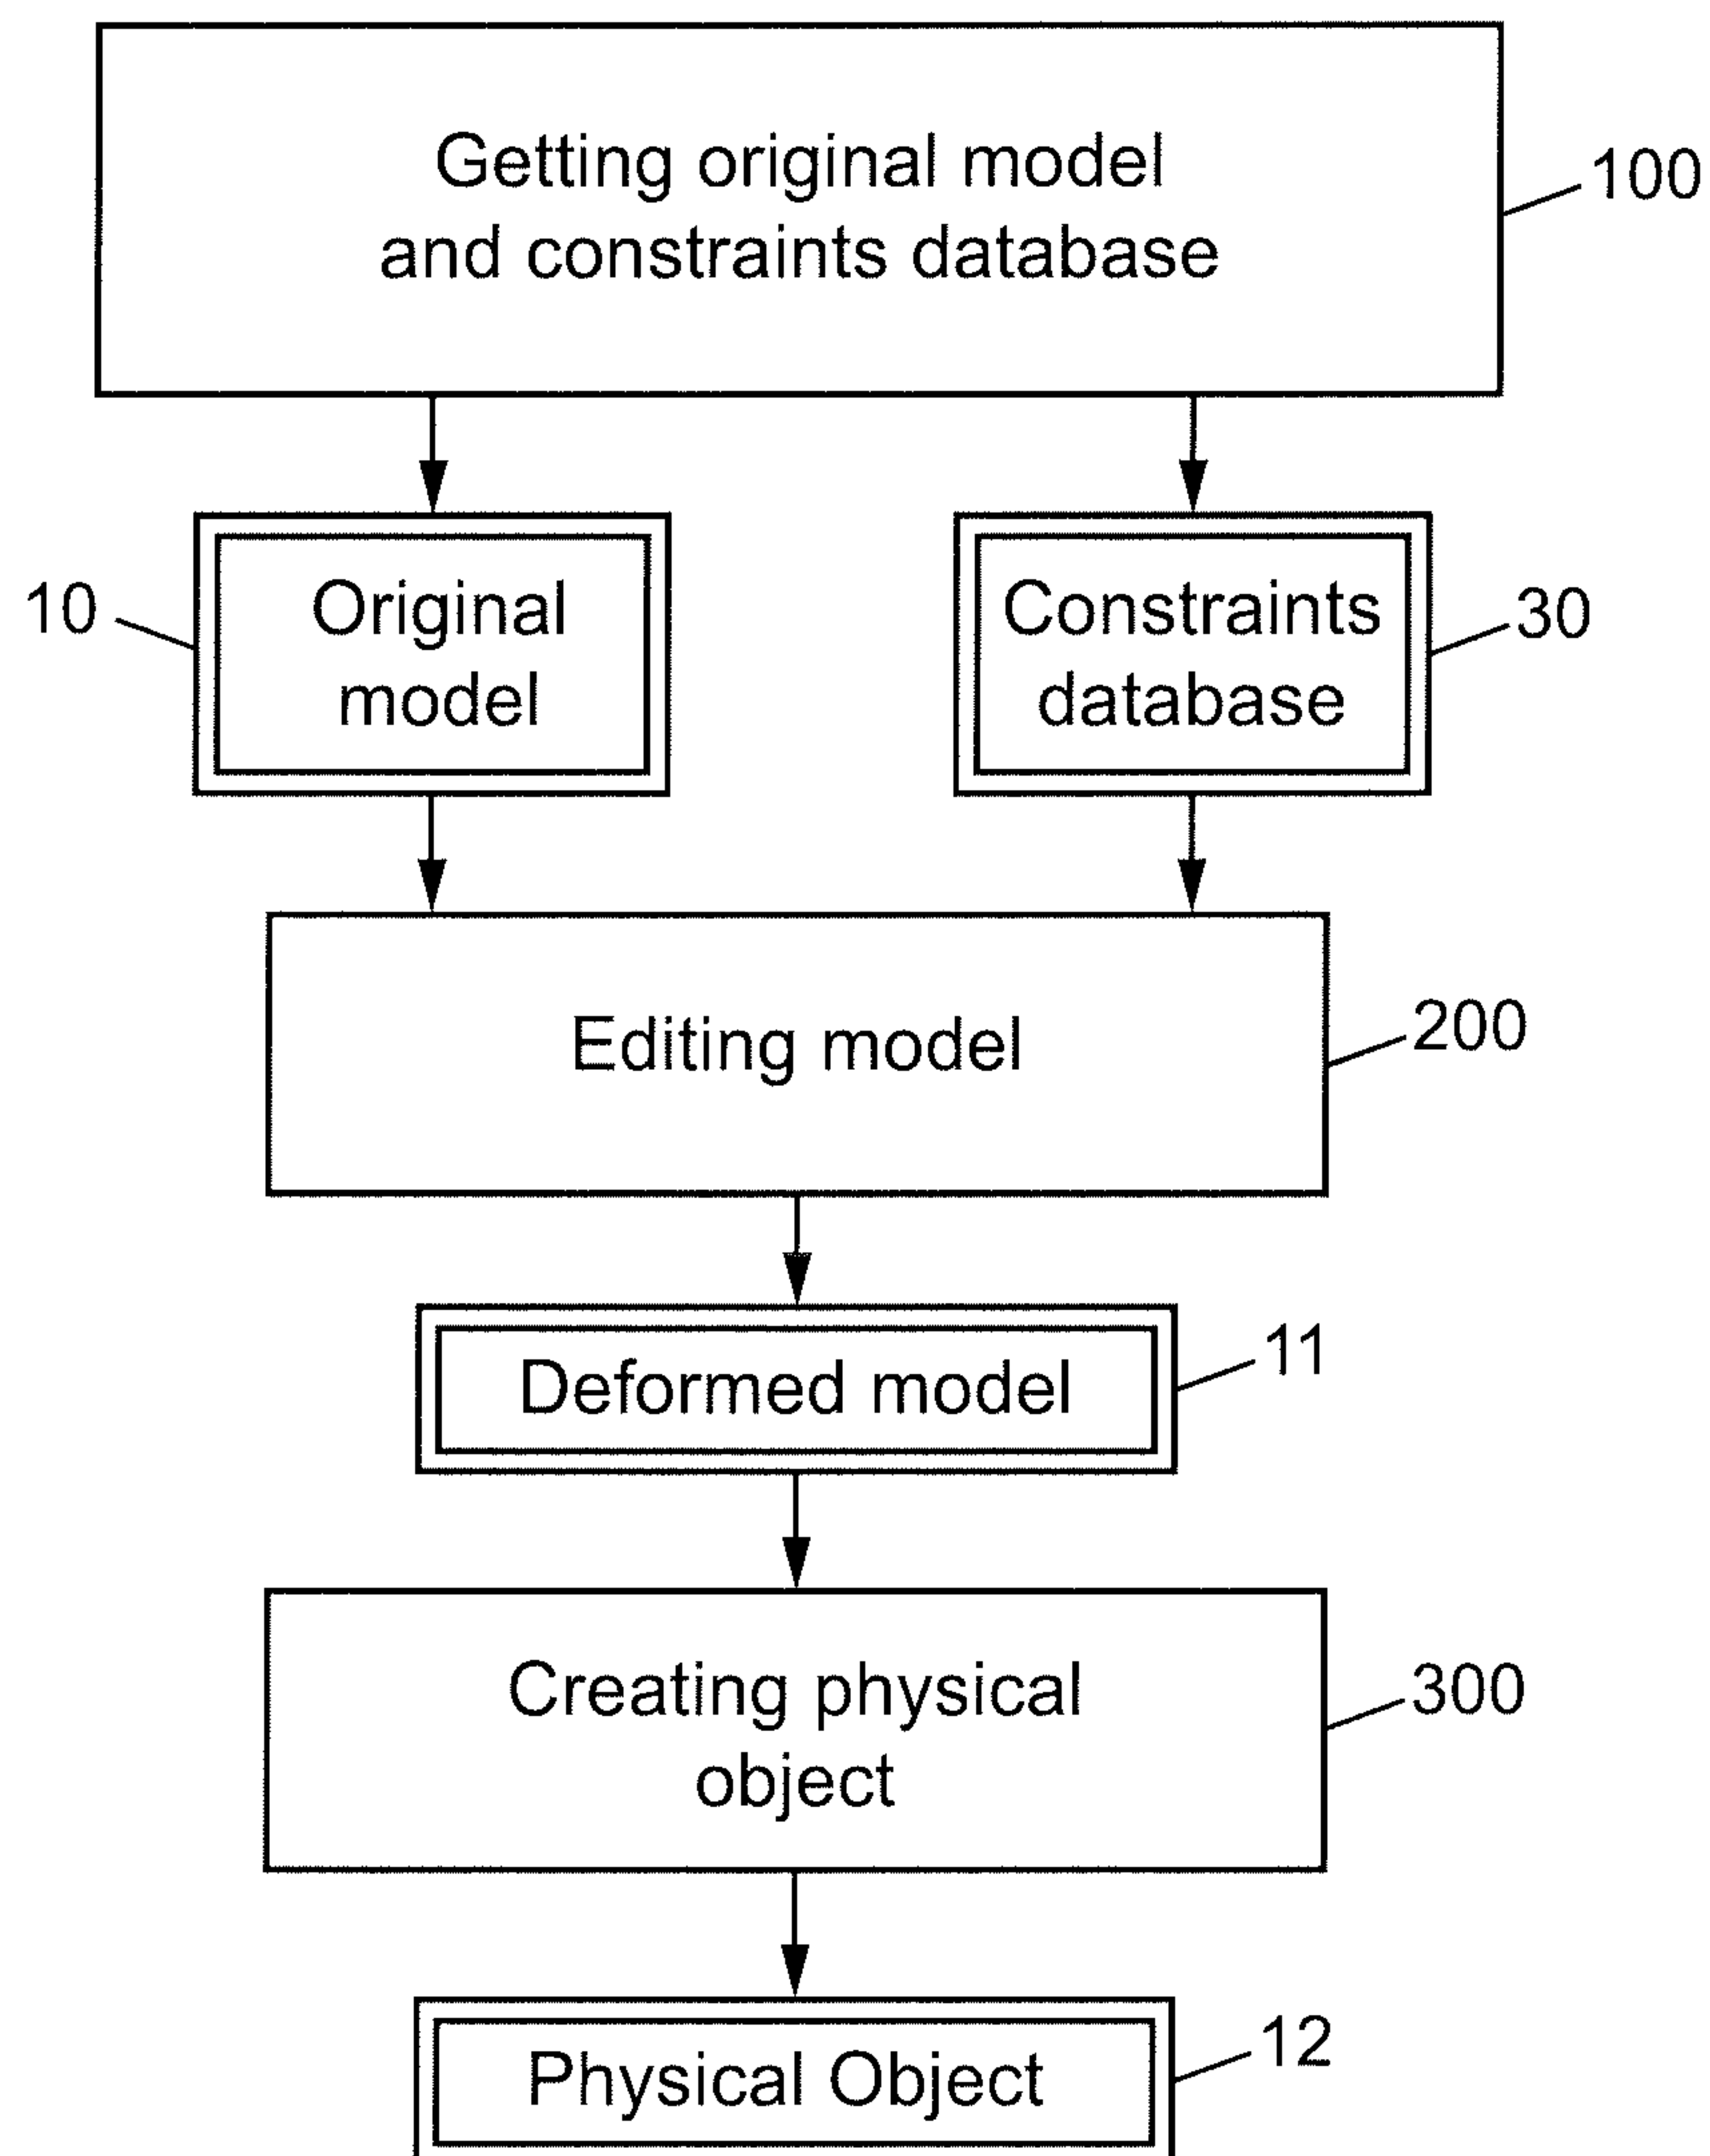 Getting original model
and constraints database
100
10
Original
model
Constraints
database
30
Editing model
200
Deformed model
11
Creating physical
object
300
Physical Object
12